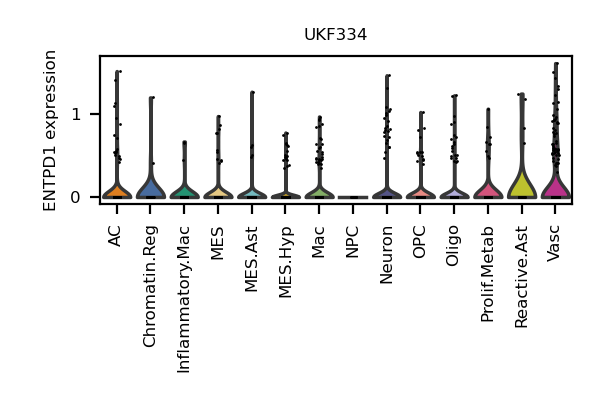 UKF334
ENTPD1 expression
1
0
AC
Chromatin.Reg
Inflammatory.Mac
MES
MES.Ast
MES.Hyp
Mac
NPC
Neuron
OPC
Oligo
Prolif.Metab
Reactive.Ast
Vasc